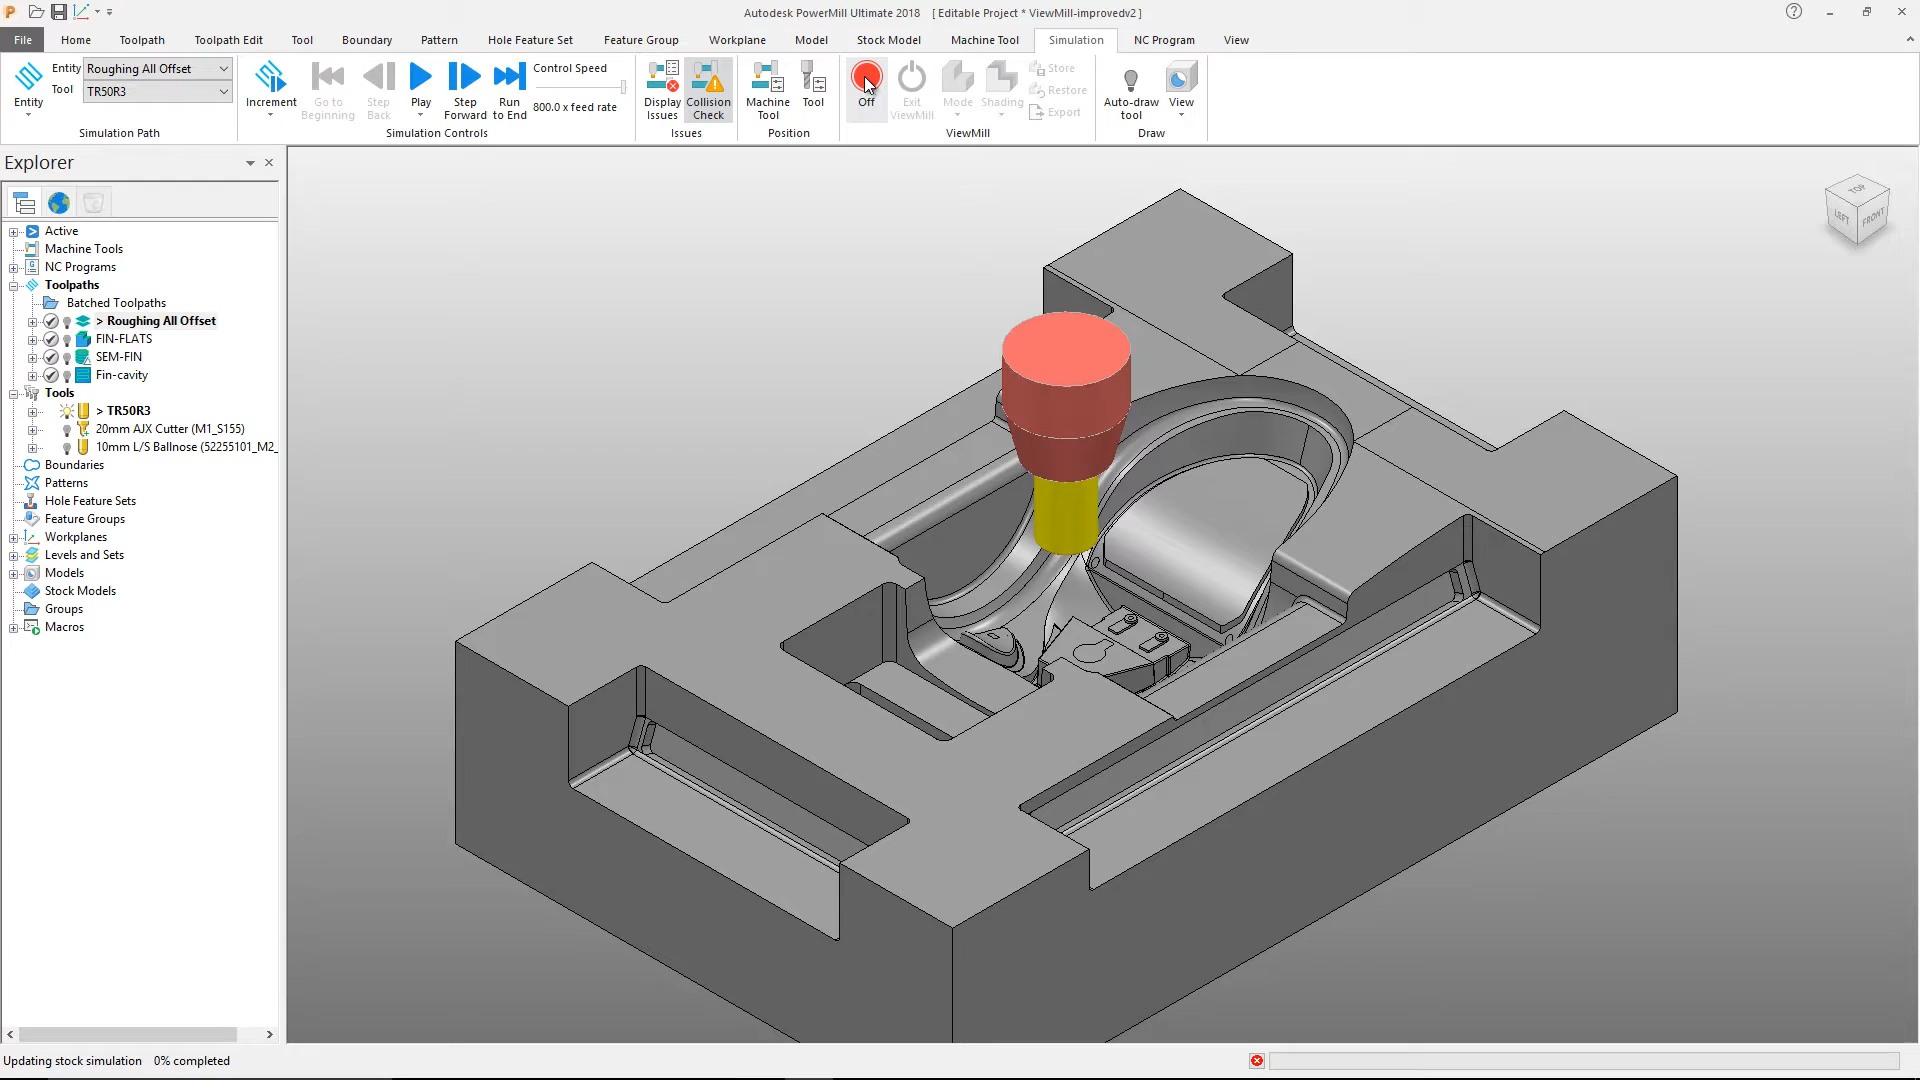 Autodesk PowerMill Ultimate 2018 [ Editable Project * ViewMill-improvedv2 ]
File Home Toolpath Toolpath Edit Tool Boundary Pattern Hole Feature Set Feature Group Workplane Model Stock Model Machine Tool Simulation NC Program View
Entity
Entity Roughing All Offset
Tool TR50R3
Simulation Path
Increment
Go to Beginning
Step Back
Play
Step Forward
Run to End
Control Speed
800.0 x feed rate
Simulation Controls
Display Issues
Collision Check
Issues
Machine Tool
Tool
Position
Off
Exit ViewMill
Mode
Shading
Store
Restore
Export
ViewMill
Auto-draw tool
View
Draw
Explorer
Active
Machine Tools
NC Programs
Toolpaths
Batched Toolpaths
> Roughing All Offset
FIN-FLATS
SEM-FIN
Fin-cavity
Tools
> TR50R3
20mm AJX Cutter (M1_S155)
10mm L/S Ballnose (52255101_M2_
Boundaries
Patterns
Hole Feature Sets
Feature Groups
Workplanes
Levels and Sets
Models
Stock Models
Groups
Macros
TOP
LEFT
FRONT
Updating stock simulation 0% completed